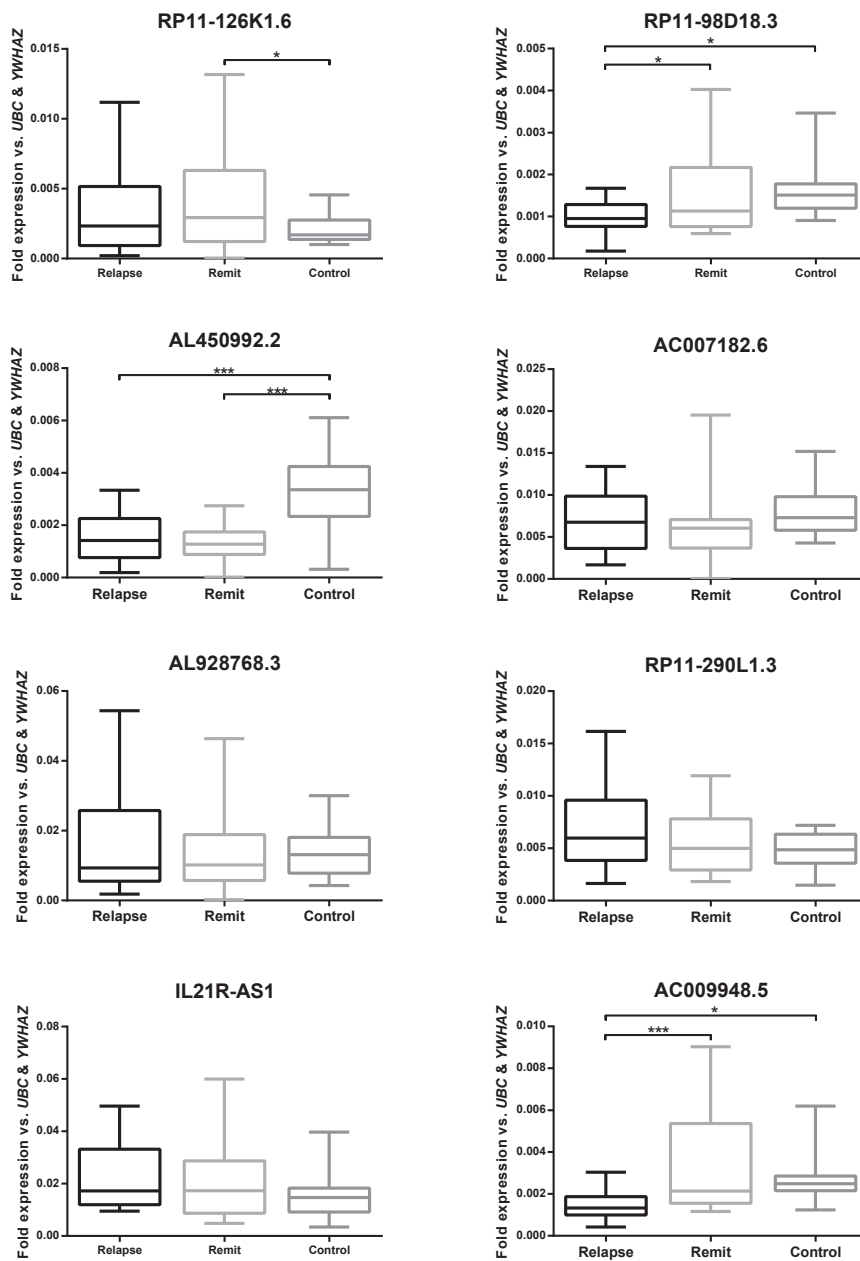 RP11-126K1.6
Fold expression vs. UBC & YWHAZ
0.015
0.010
0.005
0.000
*
Relapse Remit Control
RP11-98D18.3
Fold expression vs. UBC & YWHAZ
0.005
0.004
0.003
0.002
0.001
0.000
*
*
Relapse Remit Control
AL450992.2
Fold expression vs. UBC & YWHAZ
0.008
0.006
0.004
0.002
0.000
***
***
Relapse Remit Control
AC007182.6
Fold expression vs. UBC & YWHAZ
0.025
0.020
0.015
0.010
0.005
0.000
Relapse Remit Control
AL928768.3
Fold expression vs. UBC & YWHAZ
0.06
0.04
0.02
0.00
Relapse Remit Control
RP11-290L1.3
Fold expression vs. UBC & YWHAZ
0.020
0.015
0.010
0.005
0.000
Relapse Remit Control
IL21R-AS1
Fold expression vs. UBC & YWHAZ
0.08
0.06
0.04
0.02
0.00
Relapse Remit Control
AC009948.5
Fold expression vs. UBC & YWHAZ
0.010
0.008
0.006
0.004
0.002
0.000
*
***
Relapse Remit Control